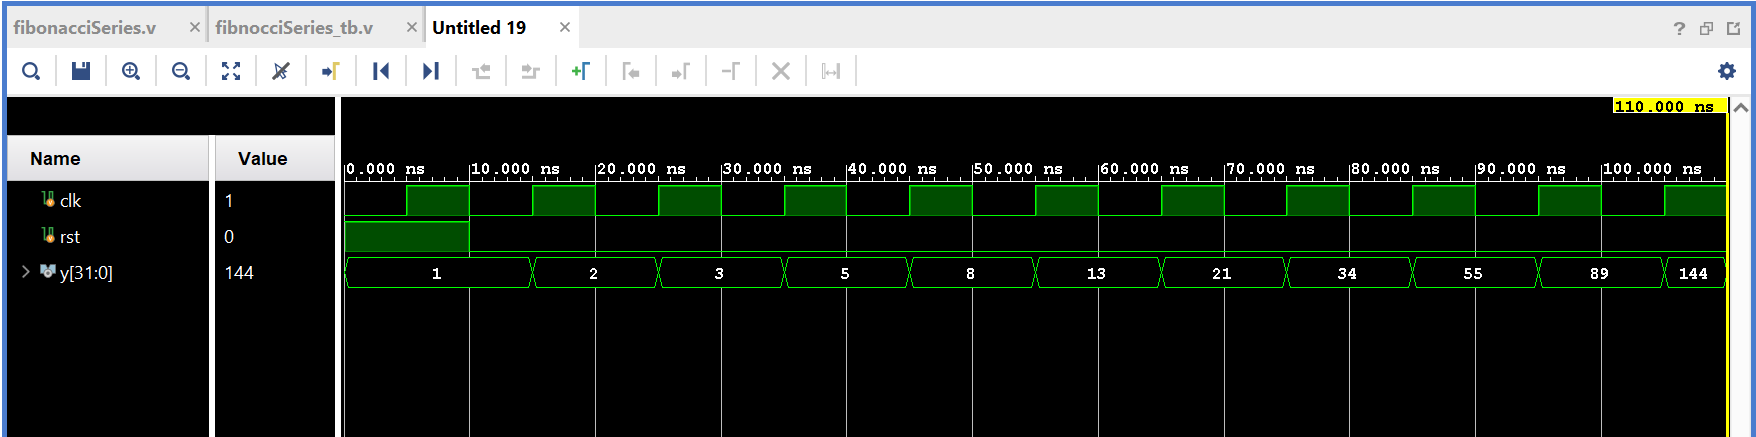 fibonacciSeries.v × fibnocciSeries_tb.v × Untitled 19 × ?
110.000 ns
Name Value
0.000 ns 10.000 ns 20.000 ns 30.000 ns 40.000 ns 50.000 ns 60.000 ns 70.000 ns 80.000 ns 90.000 ns 100.000 ns
clk 1
rst 0
y[31:0] 144 1 2 3 5 8 13 21 34 55 89 144